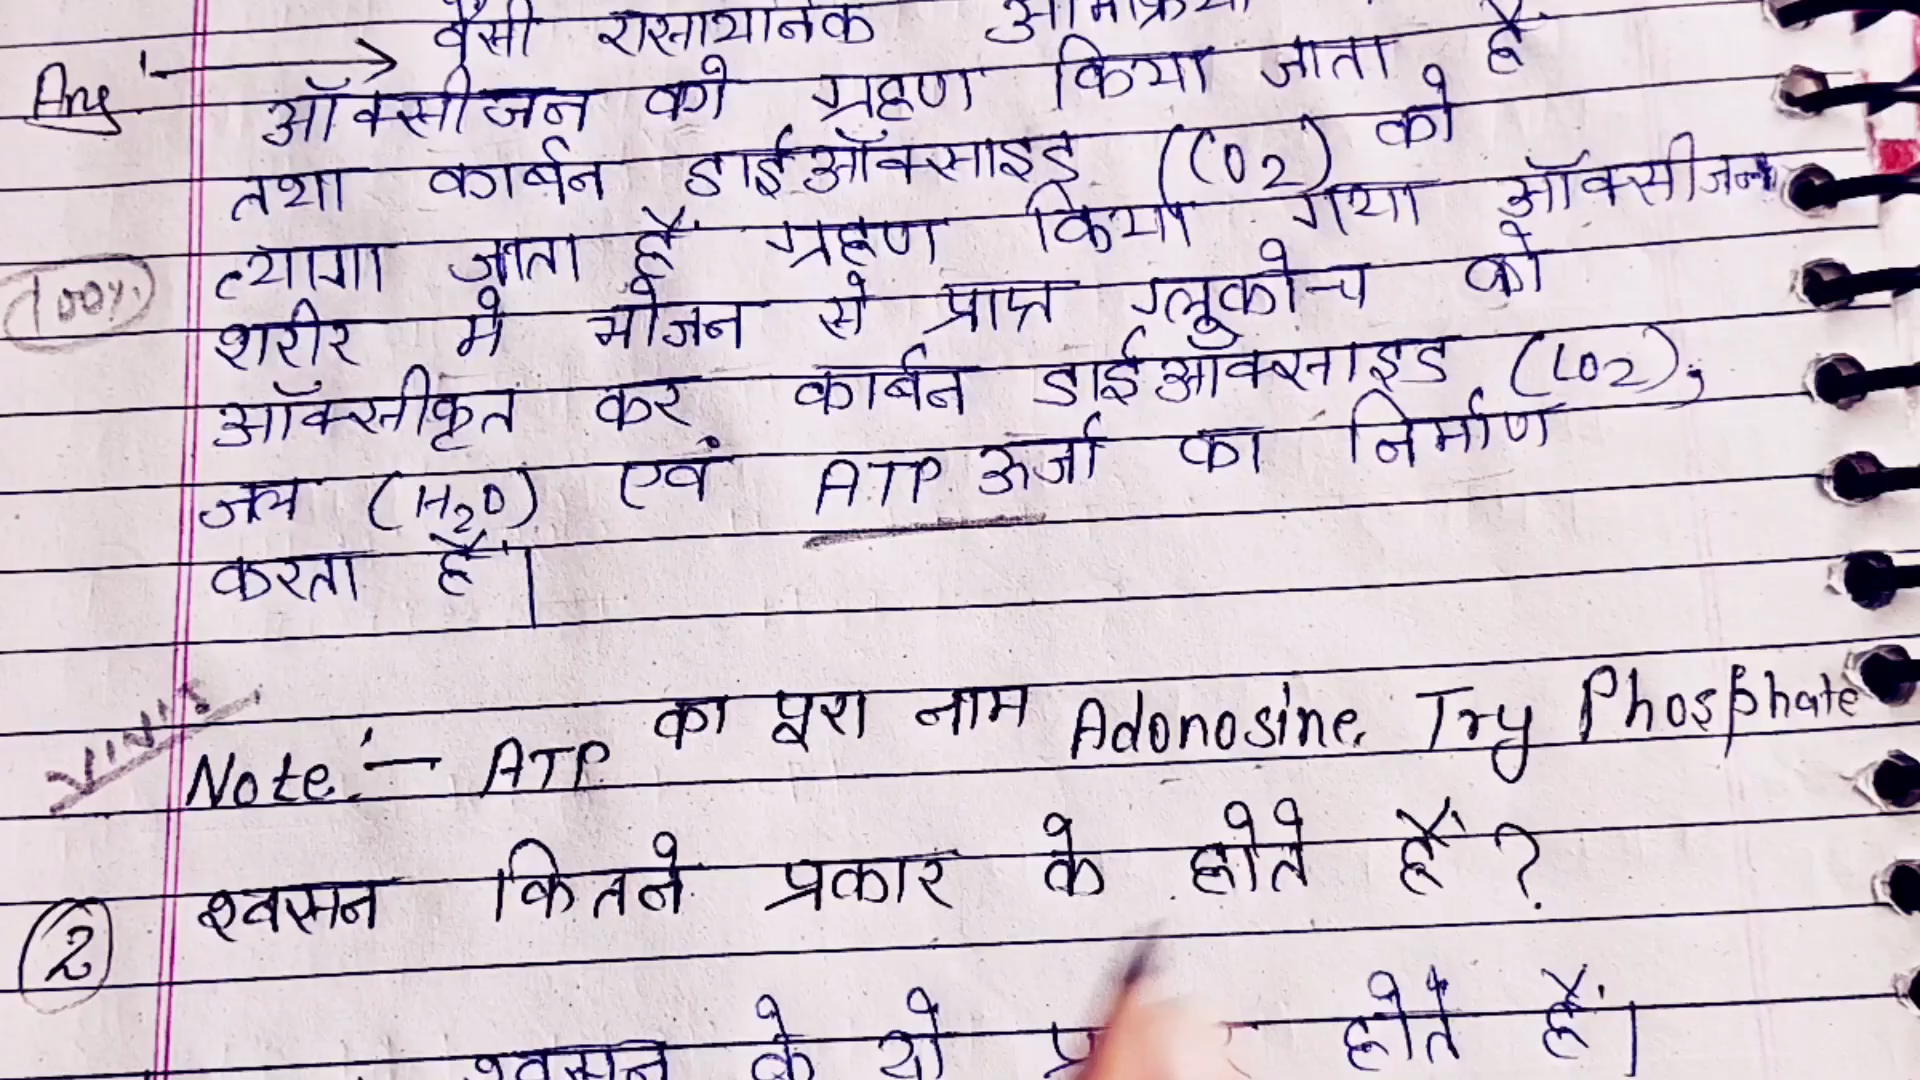 Ans :→ वैसी रासायनिक अभिक्रिया
ऑक्सीजन को ग्रहण किया जाता है
तथा कार्बन डाईऑक्साइड (CO2) को
त्यागा जाता है ग्रहण किया गया ऑक्सीजन
(100%)
शरीर मे भोजन से प्राप्त ग्लूकोच को
ऑक्सीकृत कर कार्बन डाईऑक्साइड (CO2),
जल (H2O) एवं ATP ऊर्जा का निर्माण
करता हैं।
Note:- ATP का पूरा नाम Adonosine Try Phosphate
② श्वसन कितने प्रकार के होते हैं ?
श्वसन के दो होते हैं।